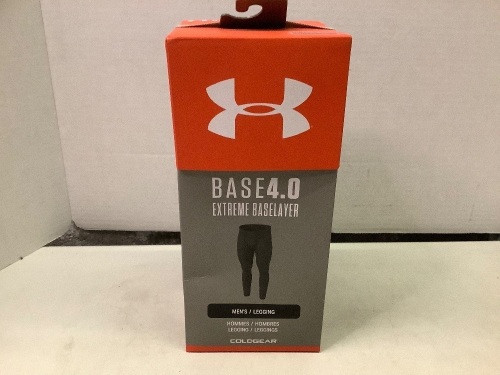 BASE4.0
EXTREME BASELAYER
MEN'S / LEGGING
HOMMES / HOMBRES
LEGGING / LEGGINGS
COLDGEAR